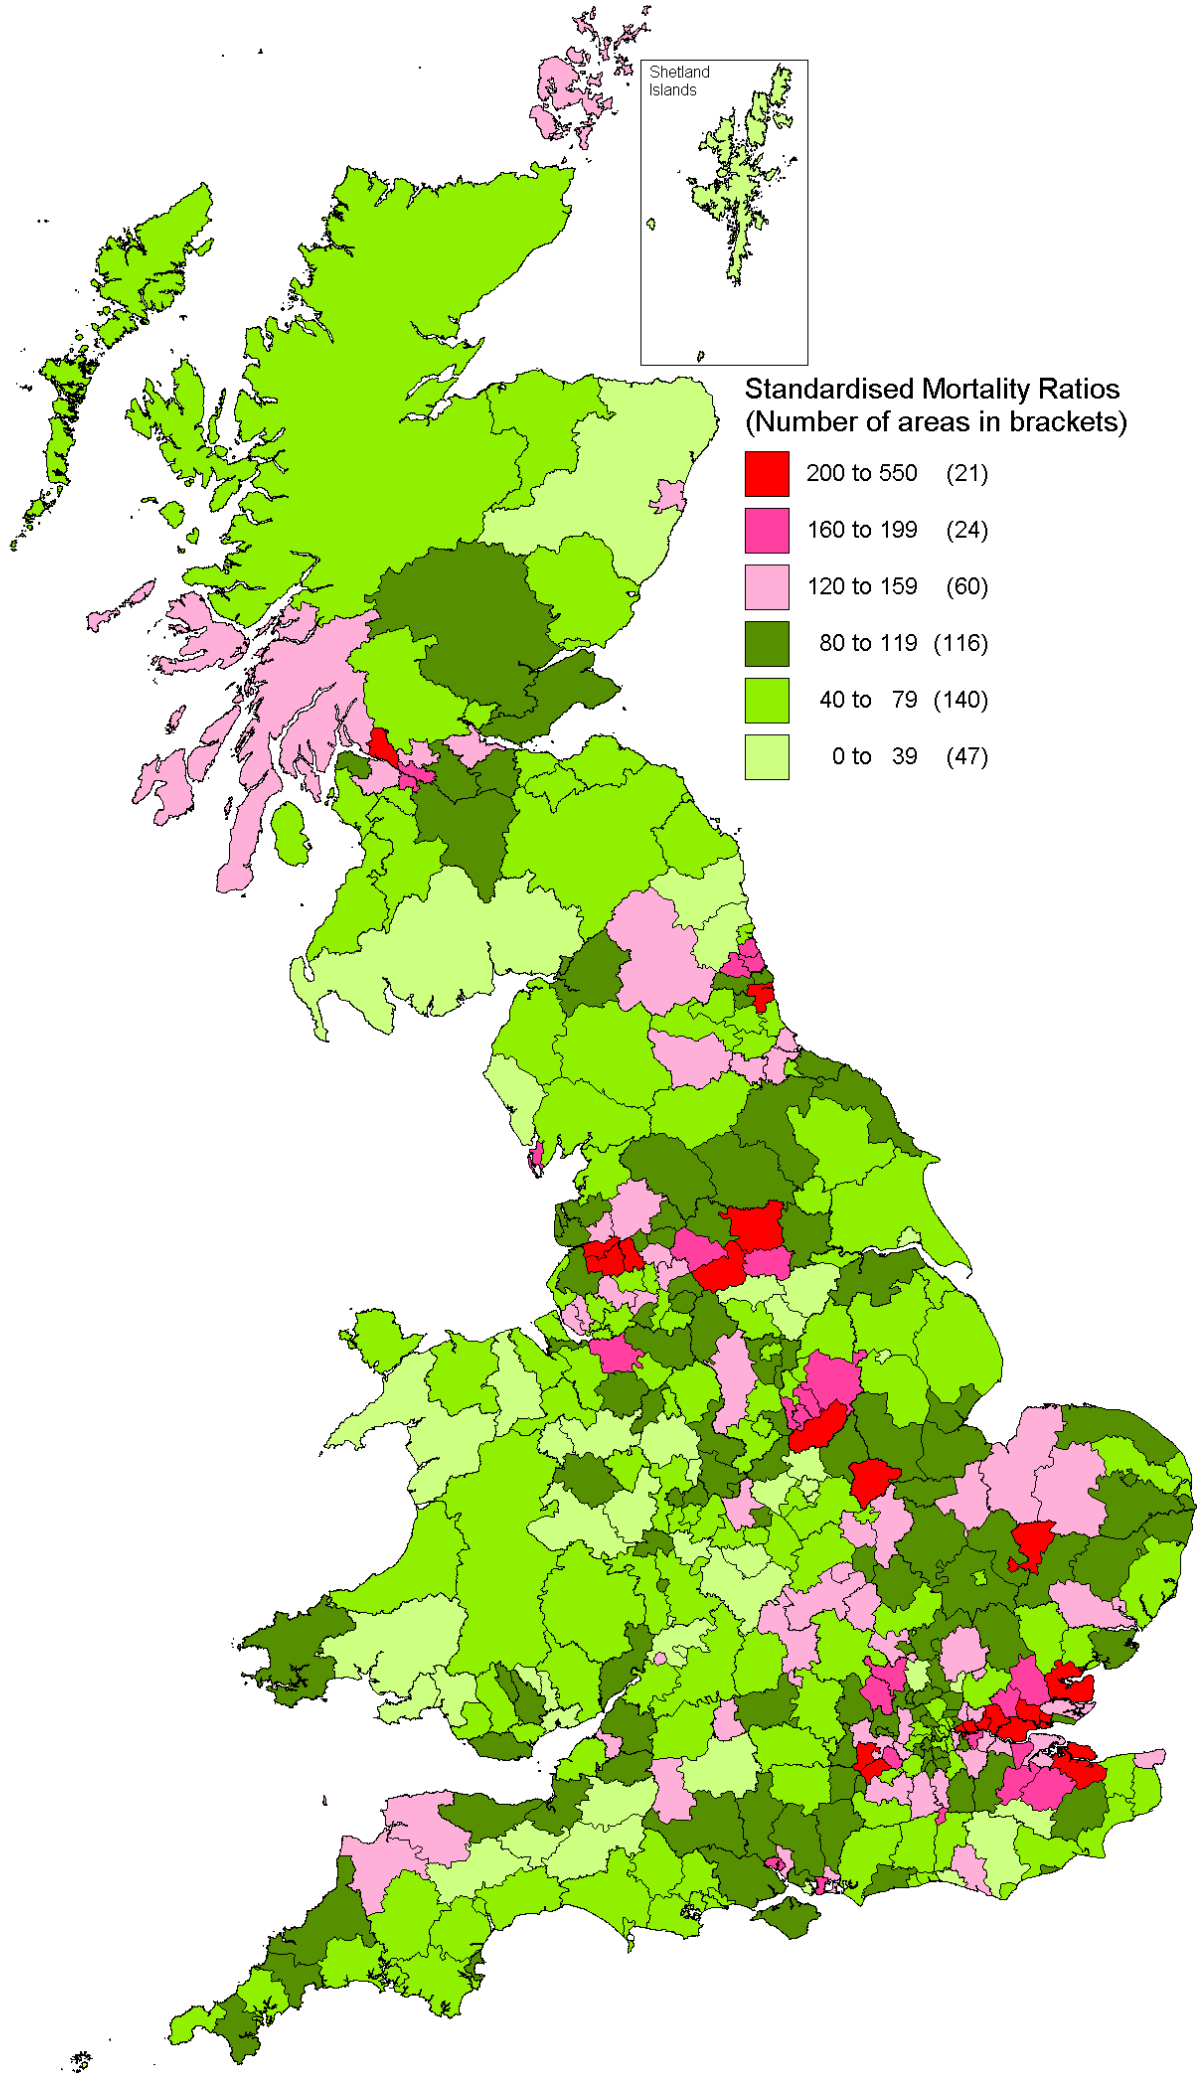 Shetland
Islands
Standardised Mortality Ratios
(Number of areas in brackets)
200 to 550 (21)
160 to 199 (24)
120 to 159 (60)
80 to 119 (116)
40 to 79 (140)
0 to 39 (47)